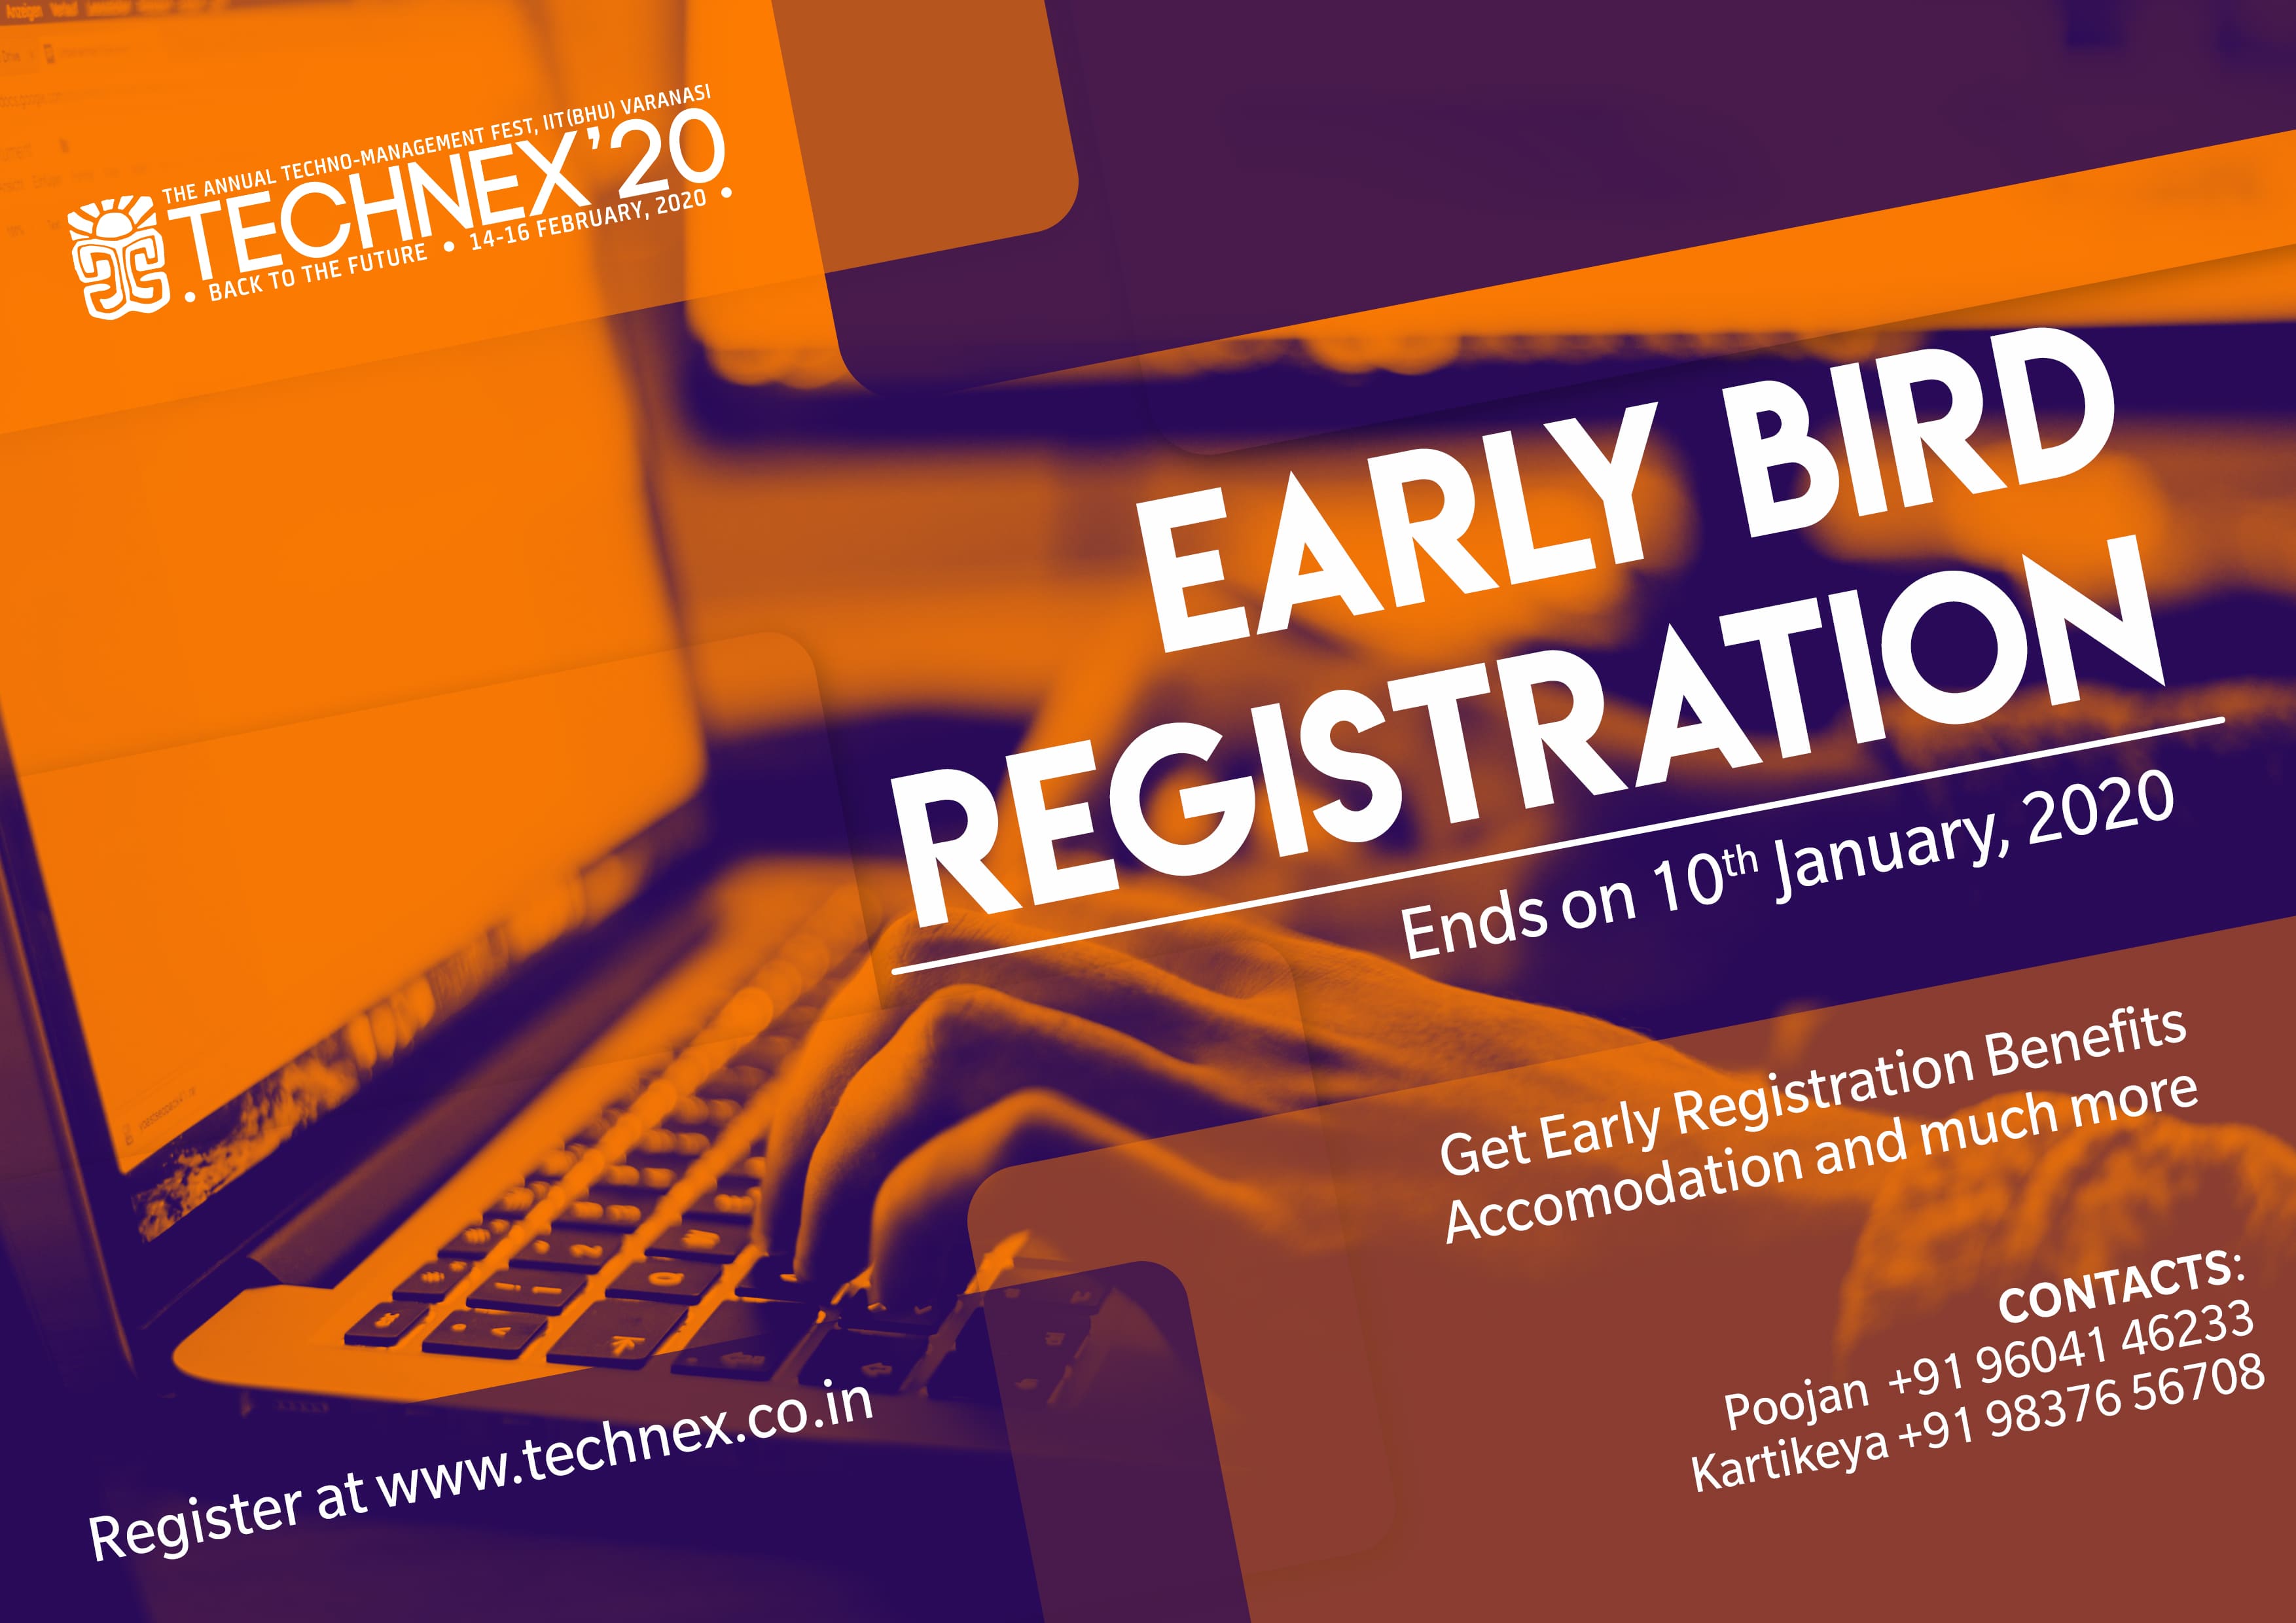 THE ANNUAL TECHNO-MANAGEMENT FEST, IIT(BHU) VARANASI
TECHNEX'20
• BACK TO THE FUTURE • 14-16 FEBRUARY, 2020 •
EARLY BIRD
REGISTRATION
Ends on 10th January, 2020
Get Early Registration Benefits
Accomodation and much more
CONTACTS:
Poojan +91 96041 46233
Kartikeya +91 98376 56708
Register at www.technex.co.in